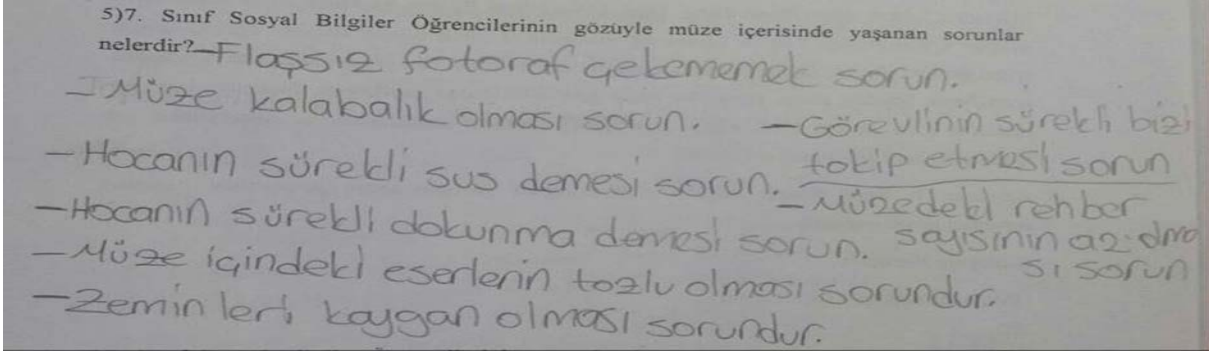 5)7. Sınıf Sosyal Bilgiler Öğrencilerinin gözüyle müze içerisinde yaşanan sorunlar
nelerdir? -Flaşsız fotoraf çekememek sorun.
- Müze kalabalık olması sorun.
- Hocanın sürekli sus demesi sorun.
- Hocanın sürekli dokunma demesi sorun.
- Müze içindeki eserlerin tozlu olması sorundur.
- Zeminleri kaygan olması sorundur.
- Görevlinin sürekli bizi
takip etmesi sorun
- Müzedeki rehber
sayısının az olma
sı sorun